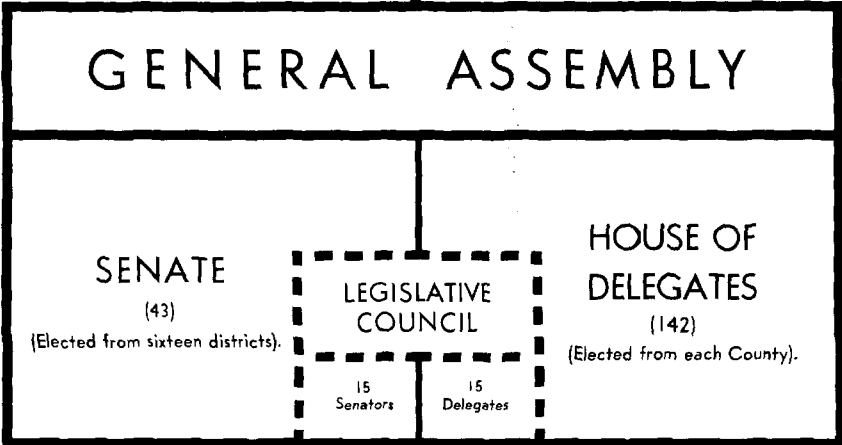 GENERAL ASSEMBLY
SENATE
(43)
(Elected from sixteen districts).
LEGISLATIVE
COUNCIL
15
Senators
15
Delegates
HOUSE OF
DELEGATES
(142)
(Elected from each County).